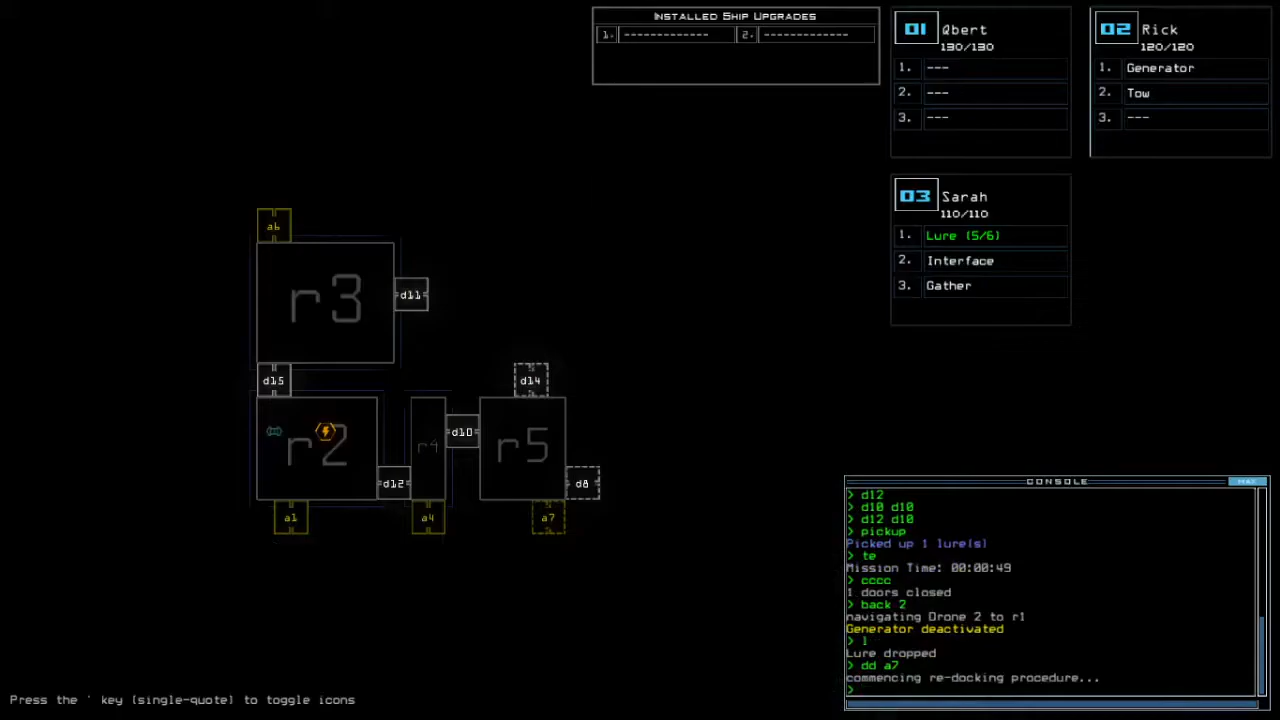 Installed Ship Upgrades
1. ------------- 2. -------------
01 Qbert
130/130
1. ---
2. ---
3. ---
02 Rick
120/120
1. Generator
2. Tow
3. ---
03 Sarah
110/110
1. Lure (5/6)
2. Interface
3. Gather
a6
r3
d11
d15
d14
r2
r4
d10
r5
d12
d8
a1
a4
a7
CONSOLE
> d12
> d10 d10
> d12 d10
> pickup
Picked up 1 lure(s)
> te
Mission Time: 00:00:49
> cccc
1 doors closed
> back 2
navigating Drone 2 to r1
Generator deactivated
> l
Lure dropped
> dd a7
commencing re-docking procedure...
>
Press the ' key (single-quote) to toggle icons